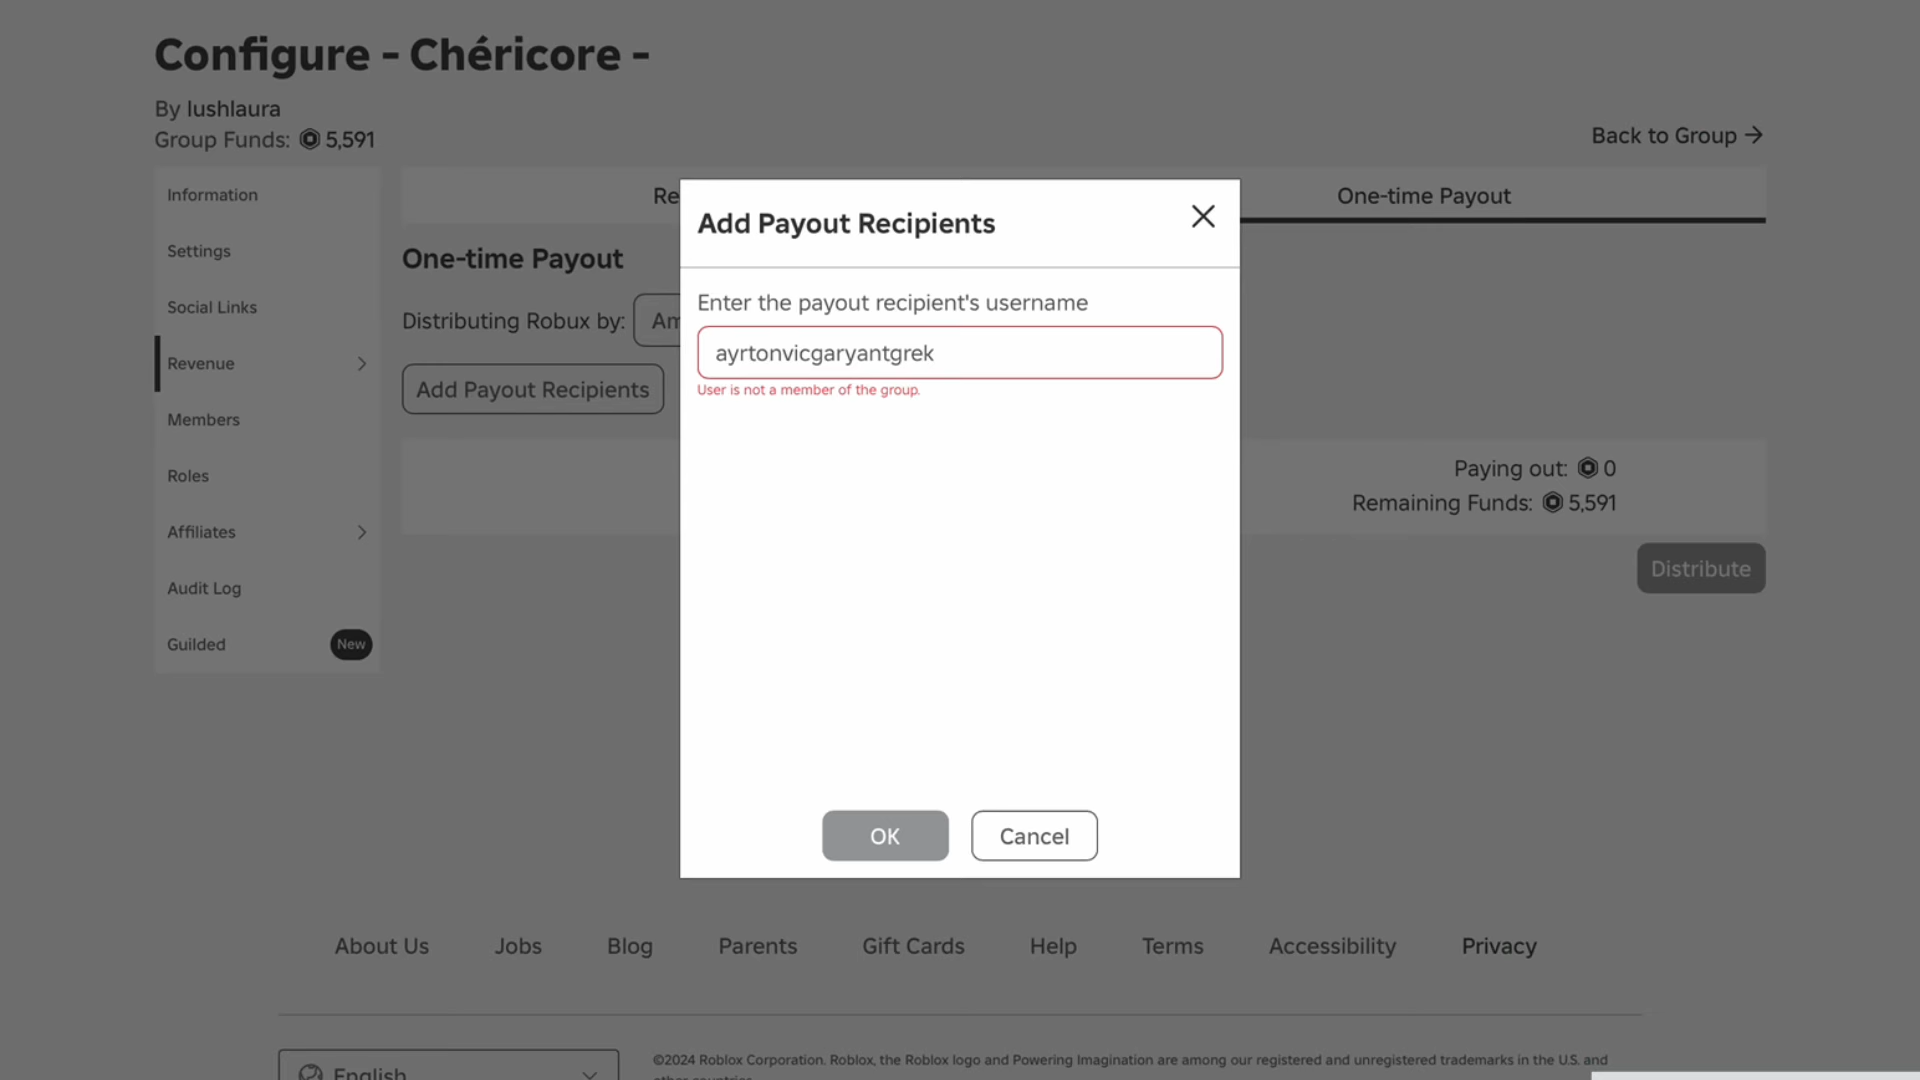 Configure - Chéricore -
By lushlaura
Group Funds: 5,591
Back to Group
Information
Settings
Social Links
Revenue
Members
Roles
Affiliates
Audit Log
Guilded New
One-time Payout
One-time Payout
Distributing Robux by:
Add Payout Recipients
Add Payout Recipients
Enter the payout recipient's username
ayrtonvicgaryantgrek
User is not a member of the group.
OK Cancel
Paying out: 0
Remaining Funds: 5,591
Distribute
About Us Jobs Blog Parents Gift Cards Help Terms Accessibility Privacy
English
©2024 Roblox Corporation. Roblox, the Roblox logo and Powering Imagination are among our registered and unregistered trademarks in the U.S. and